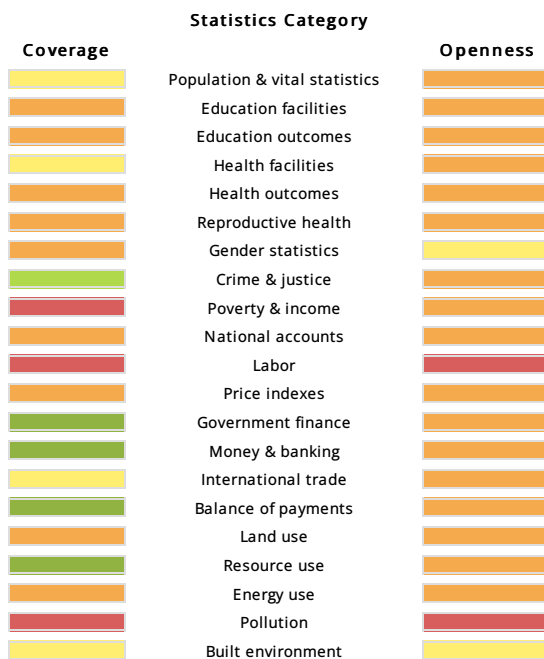 Statistics Category
Coverage
Openness
Population & vital statistics
Education facilities
Education outcomes
Health facilities
Health outcomes
Reproductive health
Gender statistics
Crime & justice
Poverty & income
National accounts
Labor
Price indexes
Government finance
Money & banking
International trade
Balance of payments
Land use
Resource use
Energy use
Pollution
Built environment